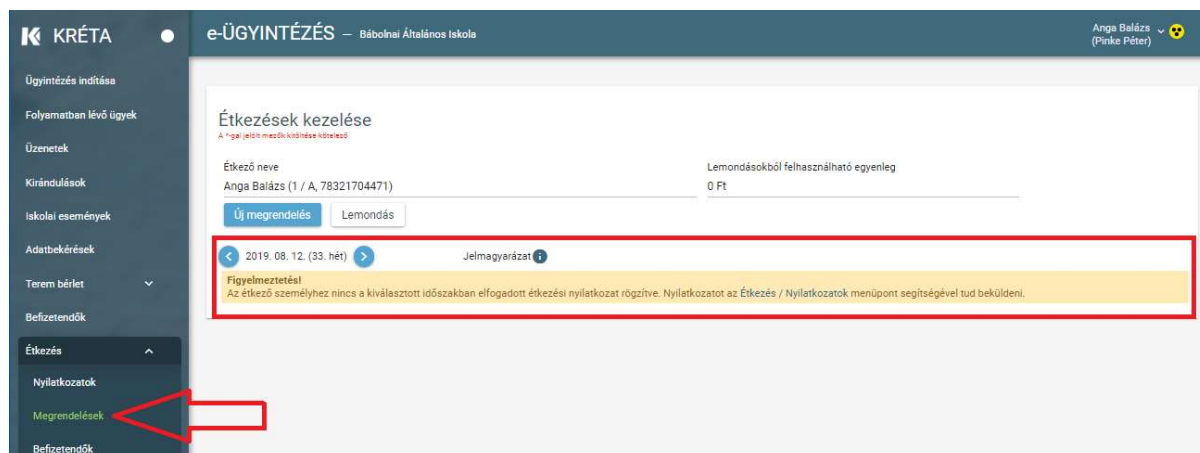 KRÉTA
e-ÜGYINTÉZÉS – Bábolnai Általános Iskola
Anga Balázs
(Pinke Péter)
Ügyintézés indítása
Folyamatban lévő ügyek
Üzenetek
Kirándulások
Iskolai események
Adatbekérések
Terem bérlet
Befizetendők
Étkezés
Nyilatkozatok
Megrendelések
Befizetendők
Étkezések kezelése
A *-gal jelölt mezők kitöltése kötelező
Étkező neve
Anga Balázs (1 / A, 78321704471)
Lemondásokból felhasználható egyenleg
0 Ft
Új megrendelés Lemondás
2019. 08. 12. (33. hét) Jelmagyarázat
Figyelmeztetés!
Az étkező személyhez nincs a kiválasztott időszakban elfogadott étkezési nyilatkozat rögzítve. Nyilatkozatot az Étkezés / Nyilatkozatok menüpont segítségével tud beküldeni.